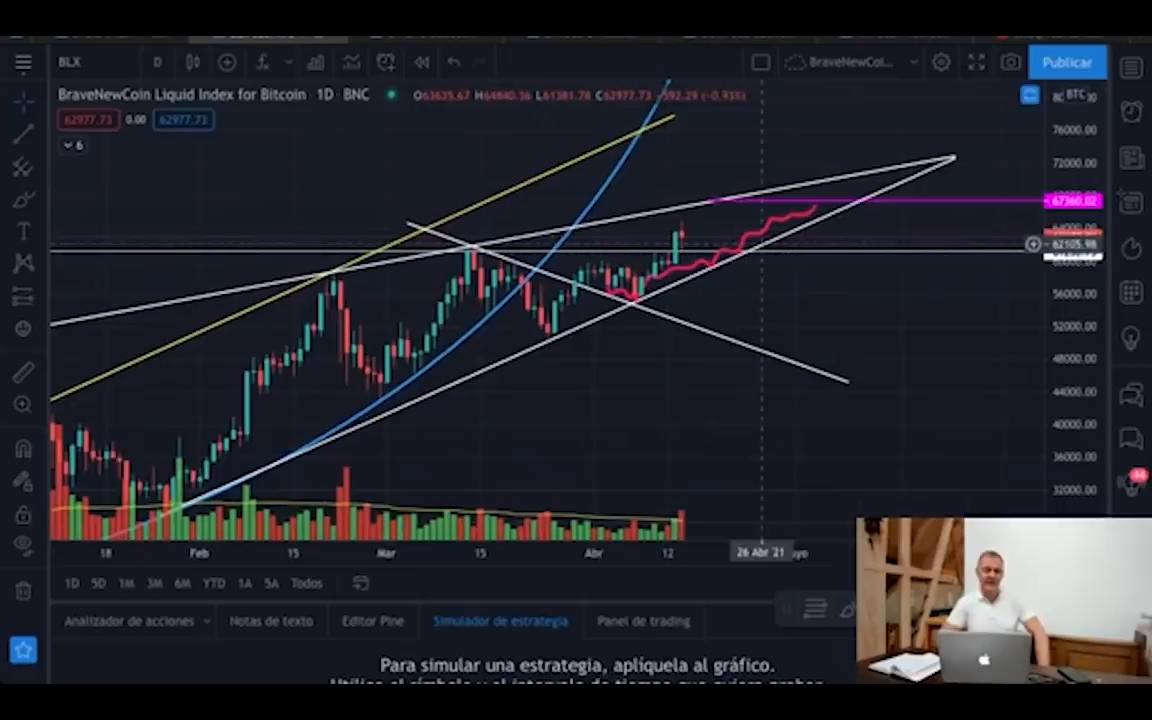 BLX D BraveNewCoi... Publicar
BraveNewCoin Liquid Index for Bitcoin · 1D · BNC O63625.67 H64840.36 L61381.78 C62977.73 -592.29 (-0.93%) BTC
62977.73 0.00 62977.73
6
76000.00
72000.00
67360.02
62105.98
56000.00
52000.00
48000.00
44000.00
40000.00
36000.00
32000.00
44
18 Feb 15 Mar 15 Abr 12 26 Abr '21
1D 5D 1M 3M 6M YTD 1A 5A Todos
Analizador de acciones Notas de texto Editor Pine Simulador de estrategia Panel de trading
Para simular una estrategia, aplíquela al gráfico.